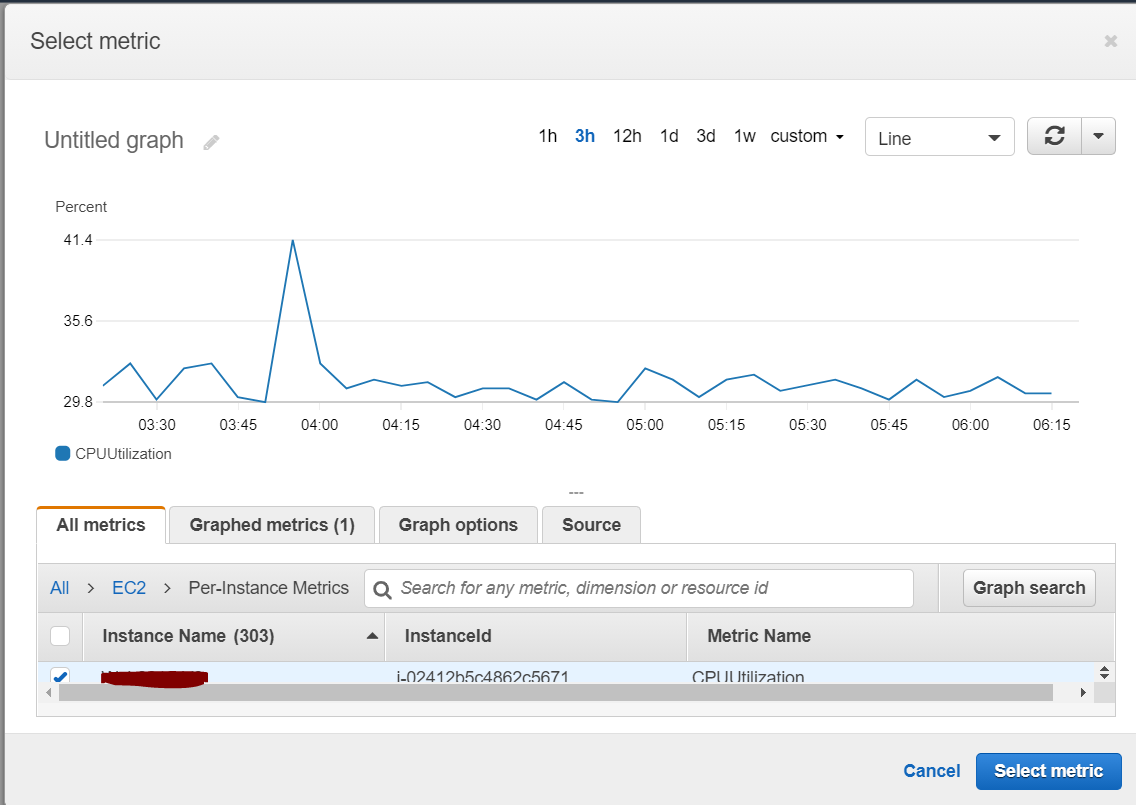 Select metric
Untitled graph
1h 3h 12h 1d 3d 1w custom
Line
Percent
41.4
35.6
29.8
03:30 03:45 04:00 04:15 04:30 04:45 05:00 05:15 05:30 05:45 06:00 06:15
CPUUtilization
---
All metrics Graphed metrics (1) Graph options Source
All > EC2 > Per-Instance Metrics Search for any metric, dimension or resource id Graph search
Instance Name (303) InstanceId Metric Name
i-02412b5c4862c5671 CPUUtilization
Cancel Select metric